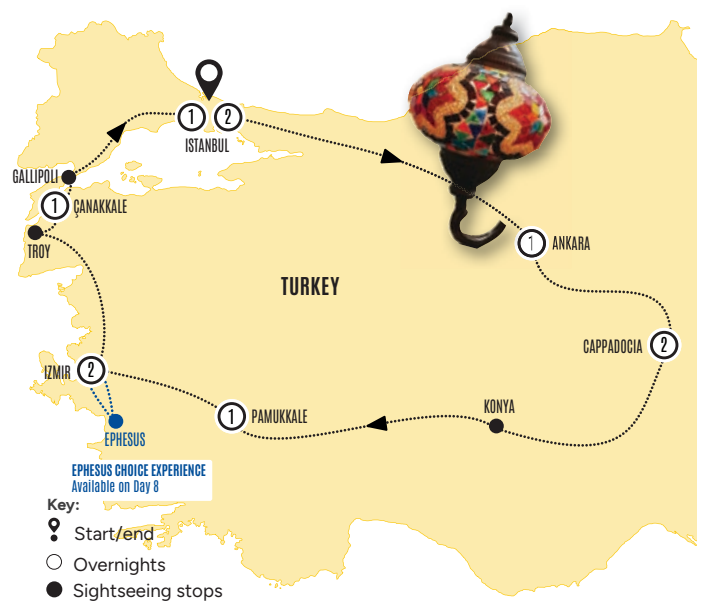 1
2
ISTANBUL
GALLIPOLI
1
ÇANAKKALE
TROY
1
ANKARA
TURKEY
2
CAPPADOCIA
IZMIR
2
1
PAMUKKALE
KONYA
EPHESUS
EPHESUS CHOICE EXPERIENCE
Available on Day 8
Key:
Start/end
Overnights
Sightseeing stops